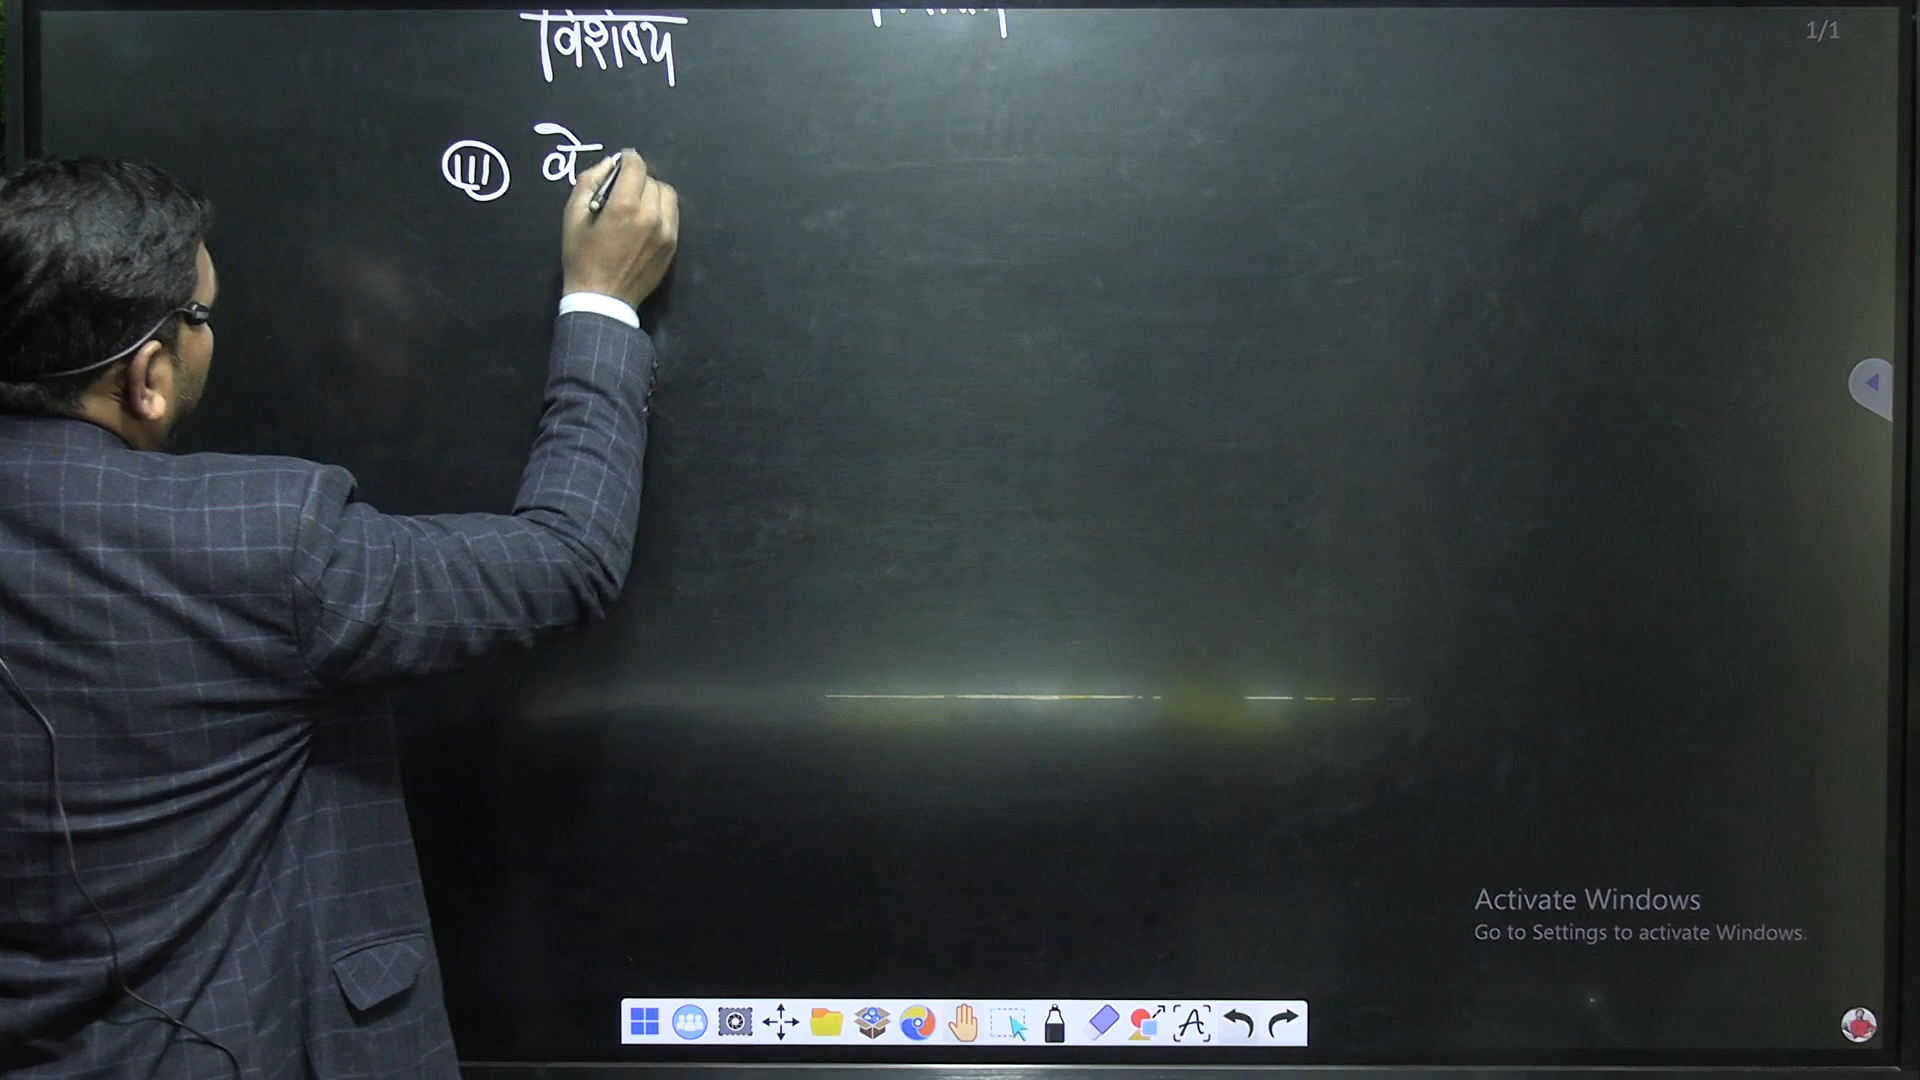 1/1
विशेष्य
III वे
Activate Windows
Go to Settings to activate Windows.